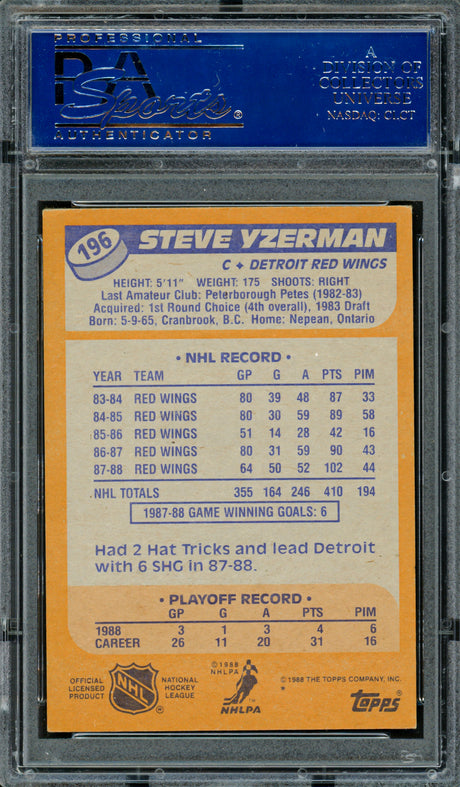 PROFESSIONAL
PSA
Sports®
AUTHENTICATOR
A
DIVISION OF
COLLECTORS
UNIVERSE
NASDAQ: CLCT
196
STEVE YZERMAN
C ✦ DETROIT RED WINGS
HEIGHT: 5'11" WEIGHT: 175 SHOOTS: RIGHT
Last Amateur Club: Peterborough Petes (1982-83)
Acquired: 1st Round Choice (4th overall), 1983 Draft
Born: 5-9-65, Cranbrook, B.C. Home: Nepean, Ontario
• NHL RECORD •
YEAR TEAM GP G A PTS PIM
83-84 RED WINGS 80 39 48 87 33
84-85 RED WINGS 80 30 59 89 58
85-86 RED WINGS 51 14 28 42 16
86-87 RED WINGS 80 31 59 90 43
87-88 RED WINGS 64 50 52 102 44
NHL TOTALS 355 164 246 410 194
1987-88 GAME WINNING GOALS: 6
Had 2 Hat Tricks and lead Detroit
with 6 SHG in 87-88.
• PLAYOFF RECORD •
GP G A PTS PIM
1988 3 1 3 4 6
CAREER 26 11 20 31 16
OFFICIAL
LICENSED
PRODUCT
NHL
®
NATIONAL
HOCKEY
LEAGUE
©1988
NHLPA
NHLPA
©1988 THE TOPPS COMPANY, INC.
*
topps®